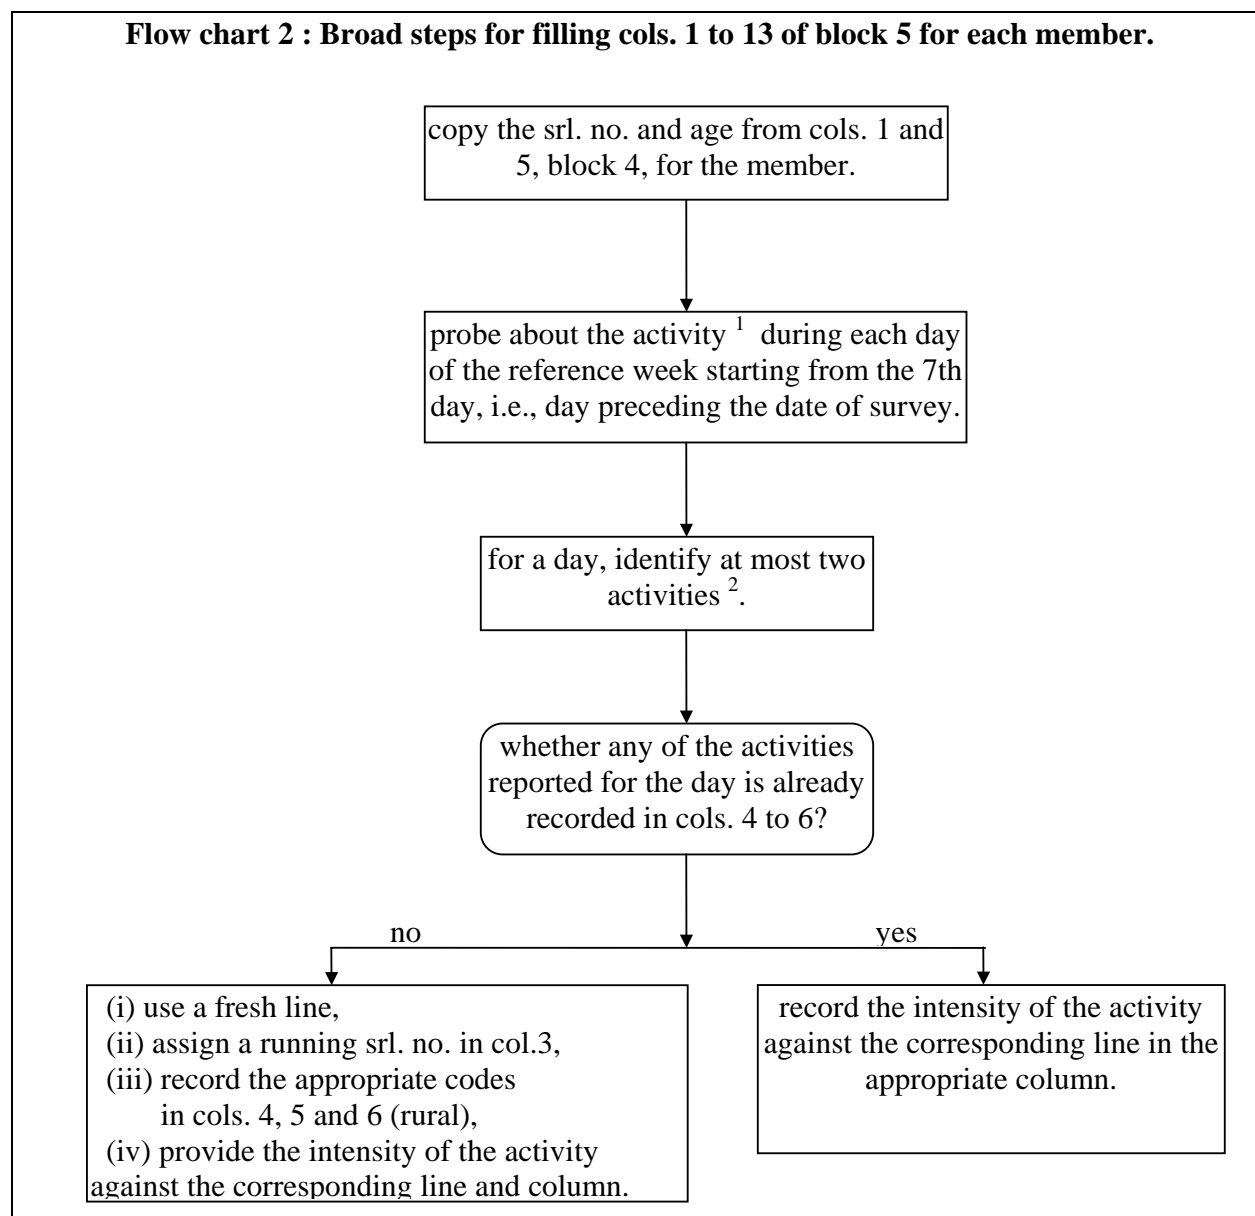 Flow chart 2 : Broad steps for filling cols. 1 to 13 of block 5 for each member.
copy the srl. no. and age from cols. 1 and
5, block 4, for the member.
probe about the activity 1 during each day
of the reference week starting from the 7th
day, i.e., day preceding the date of survey.
for a day, identify at most two
activities 2.
whether any of the activities
reported for the day is already
recorded in cols. 4 to 6?
no
yes
(i) use a fresh line,
(ii) assign a running srl. no. in col.3,
(iii) record the appropriate codes
in cols. 4, 5 and 6 (rural),
(iv) provide the intensity of the activity
against the corresponding line and column.
record the intensity of the activity
against the corresponding line in the
appropriate column.